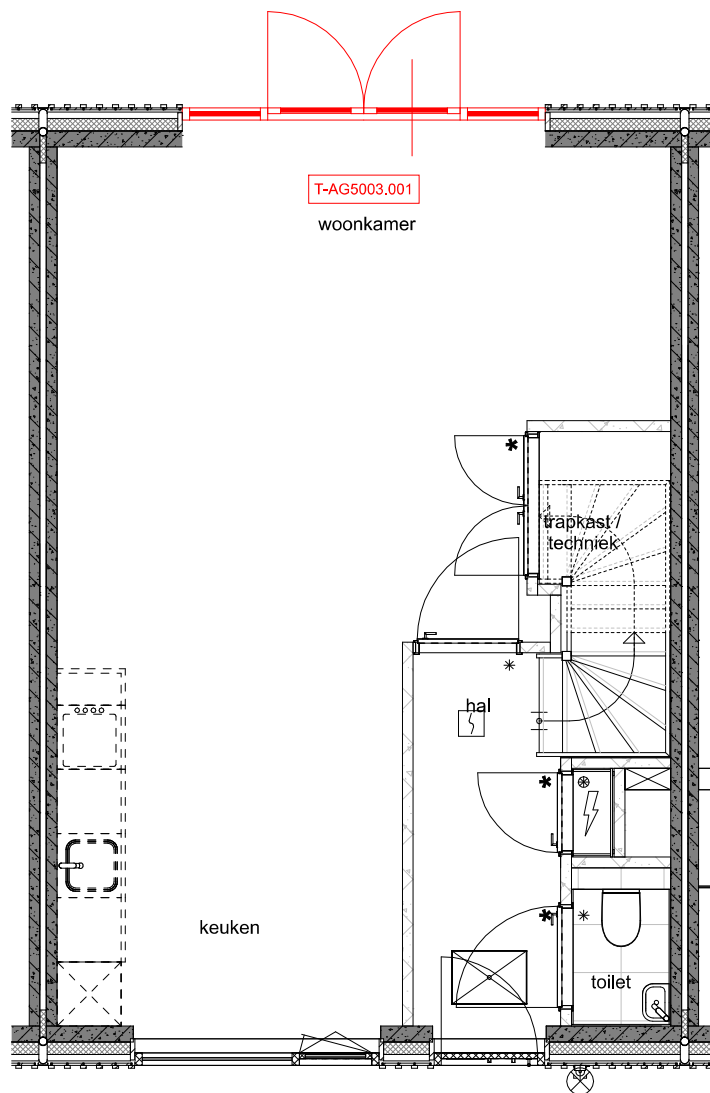 T-AG5003.001
woonkamer
trapkast /
techniek
hal
keuken
toilet